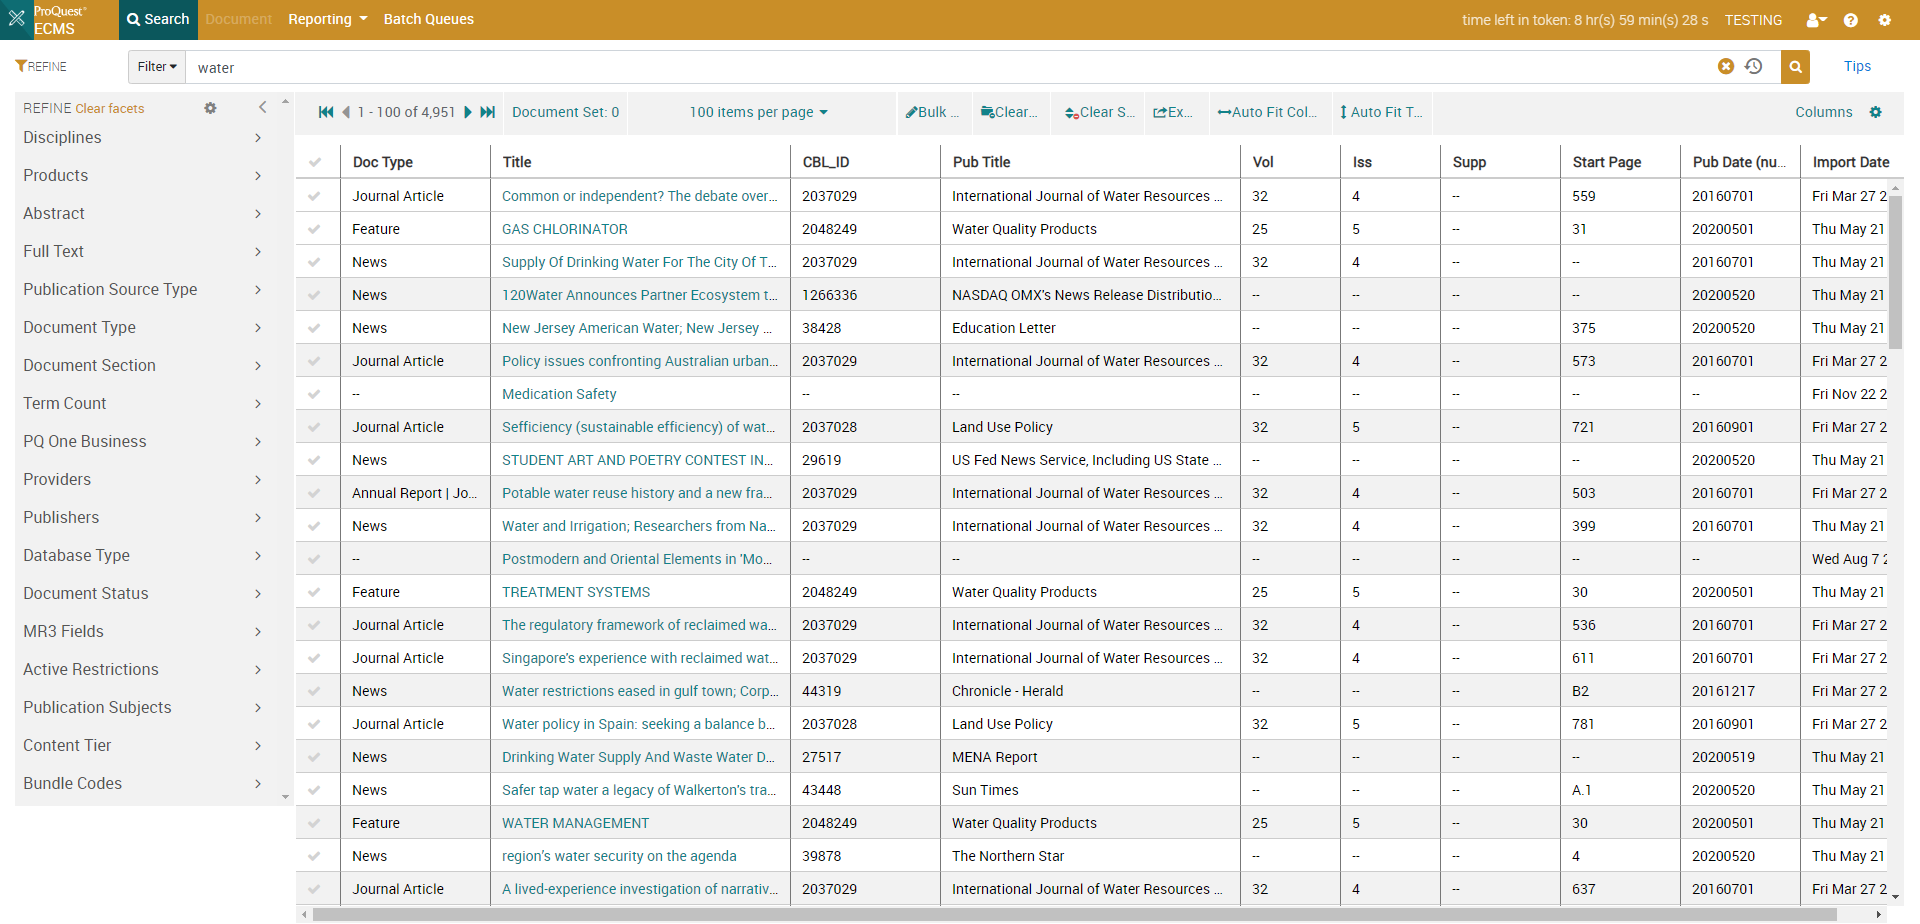 ProQuest® ECMS Search Document Reporting Batch Queues time left in token: 8 hr(s) 59 min(s) 28 s TESTING
REFINE Filter water Tips
REFINE Clear facets
Disciplines
Products
Abstract
Full Text
Publication Source Type
Document Type
Document Section
Term Count
PQ One Business
Providers
Publishers
Database Type
Document Status
MR3 Fields
Active Restrictions
Publication Subjects
Content Tier
Bundle Codes
1 - 100 of 4,951 Document Set: 0 100 items per page Bulk ... Clear... Clear S... Ex... Auto Fit Col... Auto Fit T... Columns
Doc Type Title CBL_ID Pub Title Vol Iss Supp Start Page Pub Date (nu... Import Date
Journal Article Common or independent? The debate over... 2037029 International Journal of Water Resources ... 32 4 -- 559 20160701 Fri Mar 27 2
Feature GAS CHLORINATOR 2048249 Water Quality Products 25 5 -- 31 20200501 Thu May 21
News Supply Of Drinking Water For The City Of T... 2037029 International Journal of Water Resources ... 32 4 -- -- 20160701 Thu May 21
News 120Water Announces Partner Ecosystem t... 1266336 NASDAQ OMX's News Release Distributio... -- -- -- -- 20200520 Thu May 21
News New Jersey American Water; New Jersey ... 38428 Education Letter -- -- -- 375 20200520 Thu May 21
Journal Article Policy issues confronting Australian urban... 2037029 International Journal of Water Resources ... 32 4 -- 573 20160701 Fri Mar 27 2
-- Medication Safety -- -- -- -- -- -- -- Fri Nov 22 2
Journal Article Sefficiency (sustainable efficiency) of wat... 2037028 Land Use Policy 32 5 -- 721 20160901 Fri Mar 27 2
News STUDENT ART AND POETRY CONTEST IN... 29619 US Fed News Service, Including US State ... -- -- -- -- 20200520 Thu May 21
Annual Report | Jo... Potable water reuse history and a new fra... 2037029 International Journal of Water Resources ... 32 4 -- 503 20160701 Fri Mar 27 2
News Water and Irrigation; Researchers from Na... 2037029 International Journal of Water Resources ... 32 4 -- 399 20160701 Thu May 21
-- Postmodern and Oriental Elements in 'Mo... -- -- -- -- -- -- -- Wed Aug 7 2
Feature TREATMENT SYSTEMS 2048249 Water Quality Products 25 5 -- 30 20200501 Thu May 21
Journal Article The regulatory framework of reclaimed wa... 2037029 International Journal of Water Resources ... 32 4 -- 536 20160701 Fri Mar 27 2
Journal Article Singapore's experience with reclaimed wat... 2037029 International Journal of Water Resources ... 32 4 -- 611 20160701 Fri Mar 27 2
News Water restrictions eased in gulf town; Corp... 44319 Chronicle - Herald -- -- -- B2 20161217 Fri Mar 27 2
Journal Article Water policy in Spain: seeking a balance b... 2037028 Land Use Policy 32 5 -- 781 20160901 Fri Mar 27 2
News Drinking Water Supply And Waste Water D... 27517 MENA Report -- -- -- -- 20200519 Thu May 21
News Safer tap water a legacy of Walkerton's tra... 43448 Sun Times -- -- -- A.1 20200520 Thu May 21
Feature WATER MANAGEMENT 2048249 Water Quality Products 25 5 -- 30 20200501 Thu May 21
News region's water security on the agenda 39878 The Northern Star -- -- -- 4 20200520 Thu May 21
Journal Article A lived-experience investigation of narrativ... 2037029 International Journal of Water Resources ... 32 4 -- 637 20160701 Fri Mar 27 2